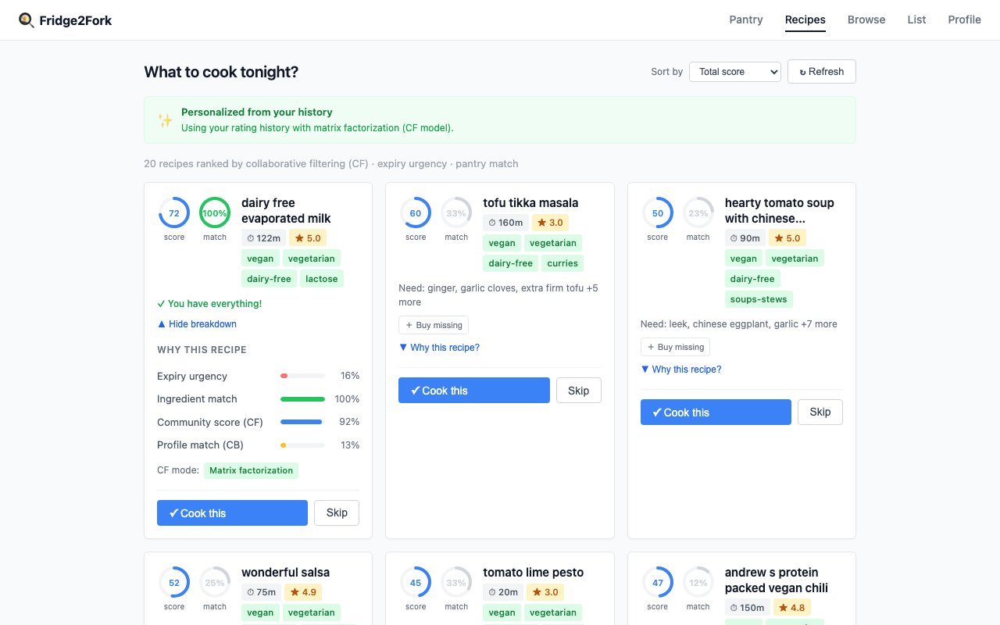 Fridge2Fork
Pantry Recipes Browse List Profile
What to cook tonight?
Sort by Total score ↻ Refresh
Personalized from your history
Using your rating history with matrix factorization (CF model).
20 recipes ranked by collaborative filtering (CF) · expiry urgency · pantry match
72 score
100% match
dairy free
evaporated milk
122m ★ 5.0
vegan vegetarian
dairy-free lactose
✓ You have everything!
▲ Hide breakdown
WHY THIS RECIPE
Expiry urgency 16%
Ingredient match 100%
Community score (CF) 92%
Profile match (CB) 13%
CF mode: Matrix factorization
✓ Cook this Skip
60 score
33% match
tofu tikka masala
160m ★ 3.0
vegan vegetarian
dairy-free curries
Need: ginger, garlic cloves, extra firm tofu +5
more
+ Buy missing
▼ Why this recipe?
✓ Cook this Skip
50 score
23% match
hearty tomato soup
with chinese...
90m ★ 5.0
vegan vegetarian
dairy-free
soups-stews
Need: leek, chinese eggplant, garlic +7 more
+ Buy missing
▼ Why this recipe?
✓ Cook this Skip
52 score
25% match
wonderful salsa
75m ★ 4.9
vegan vegetarian
45 score
33% match
tomato lime pesto
20m ★ 3.0
vegan vegetarian
47 score
12% match
andrew s protein
packed vegan chili
150m ★ 4.8